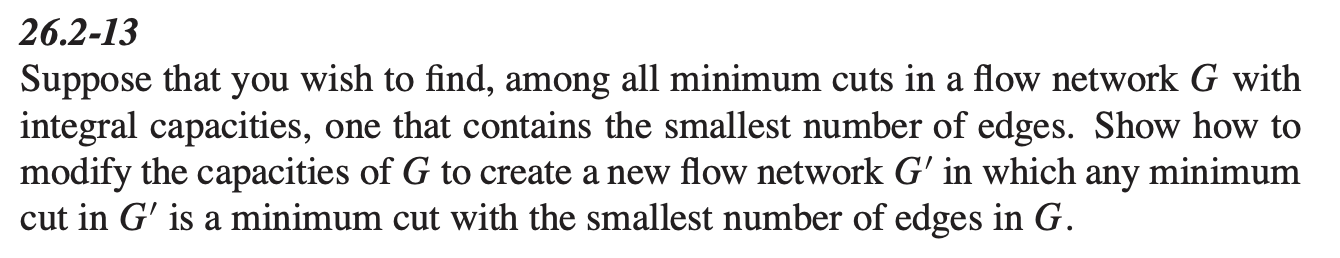 26.2-13
Suppose that you wish to find, among all minimum cuts in a flow network G with
integral capacities, one that contains the smallest number of edges. Show how to
modify the capacities of G to create a new flow network G′ in which any minimum
cut in G′ is a minimum cut with the smallest number of edges in G.